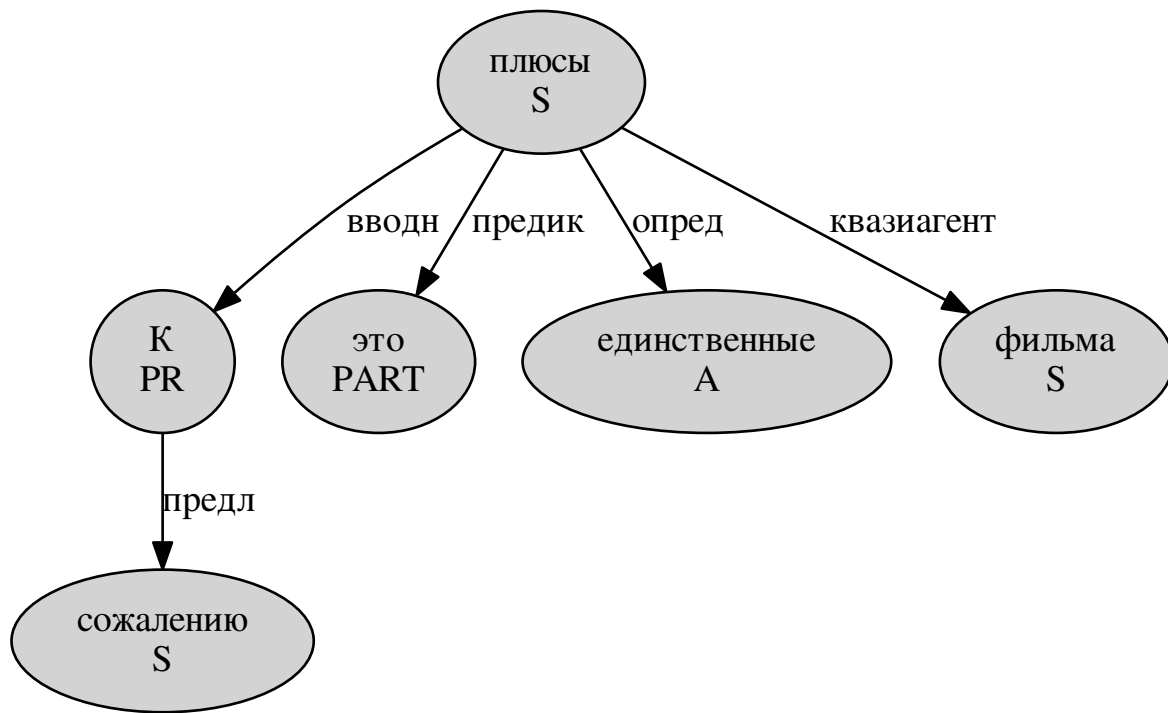 плюсы
S
вводн
предик
опред
квазиагент
К
PR
это
PART
единственные
A
фильма
S
предл
сожалению
S